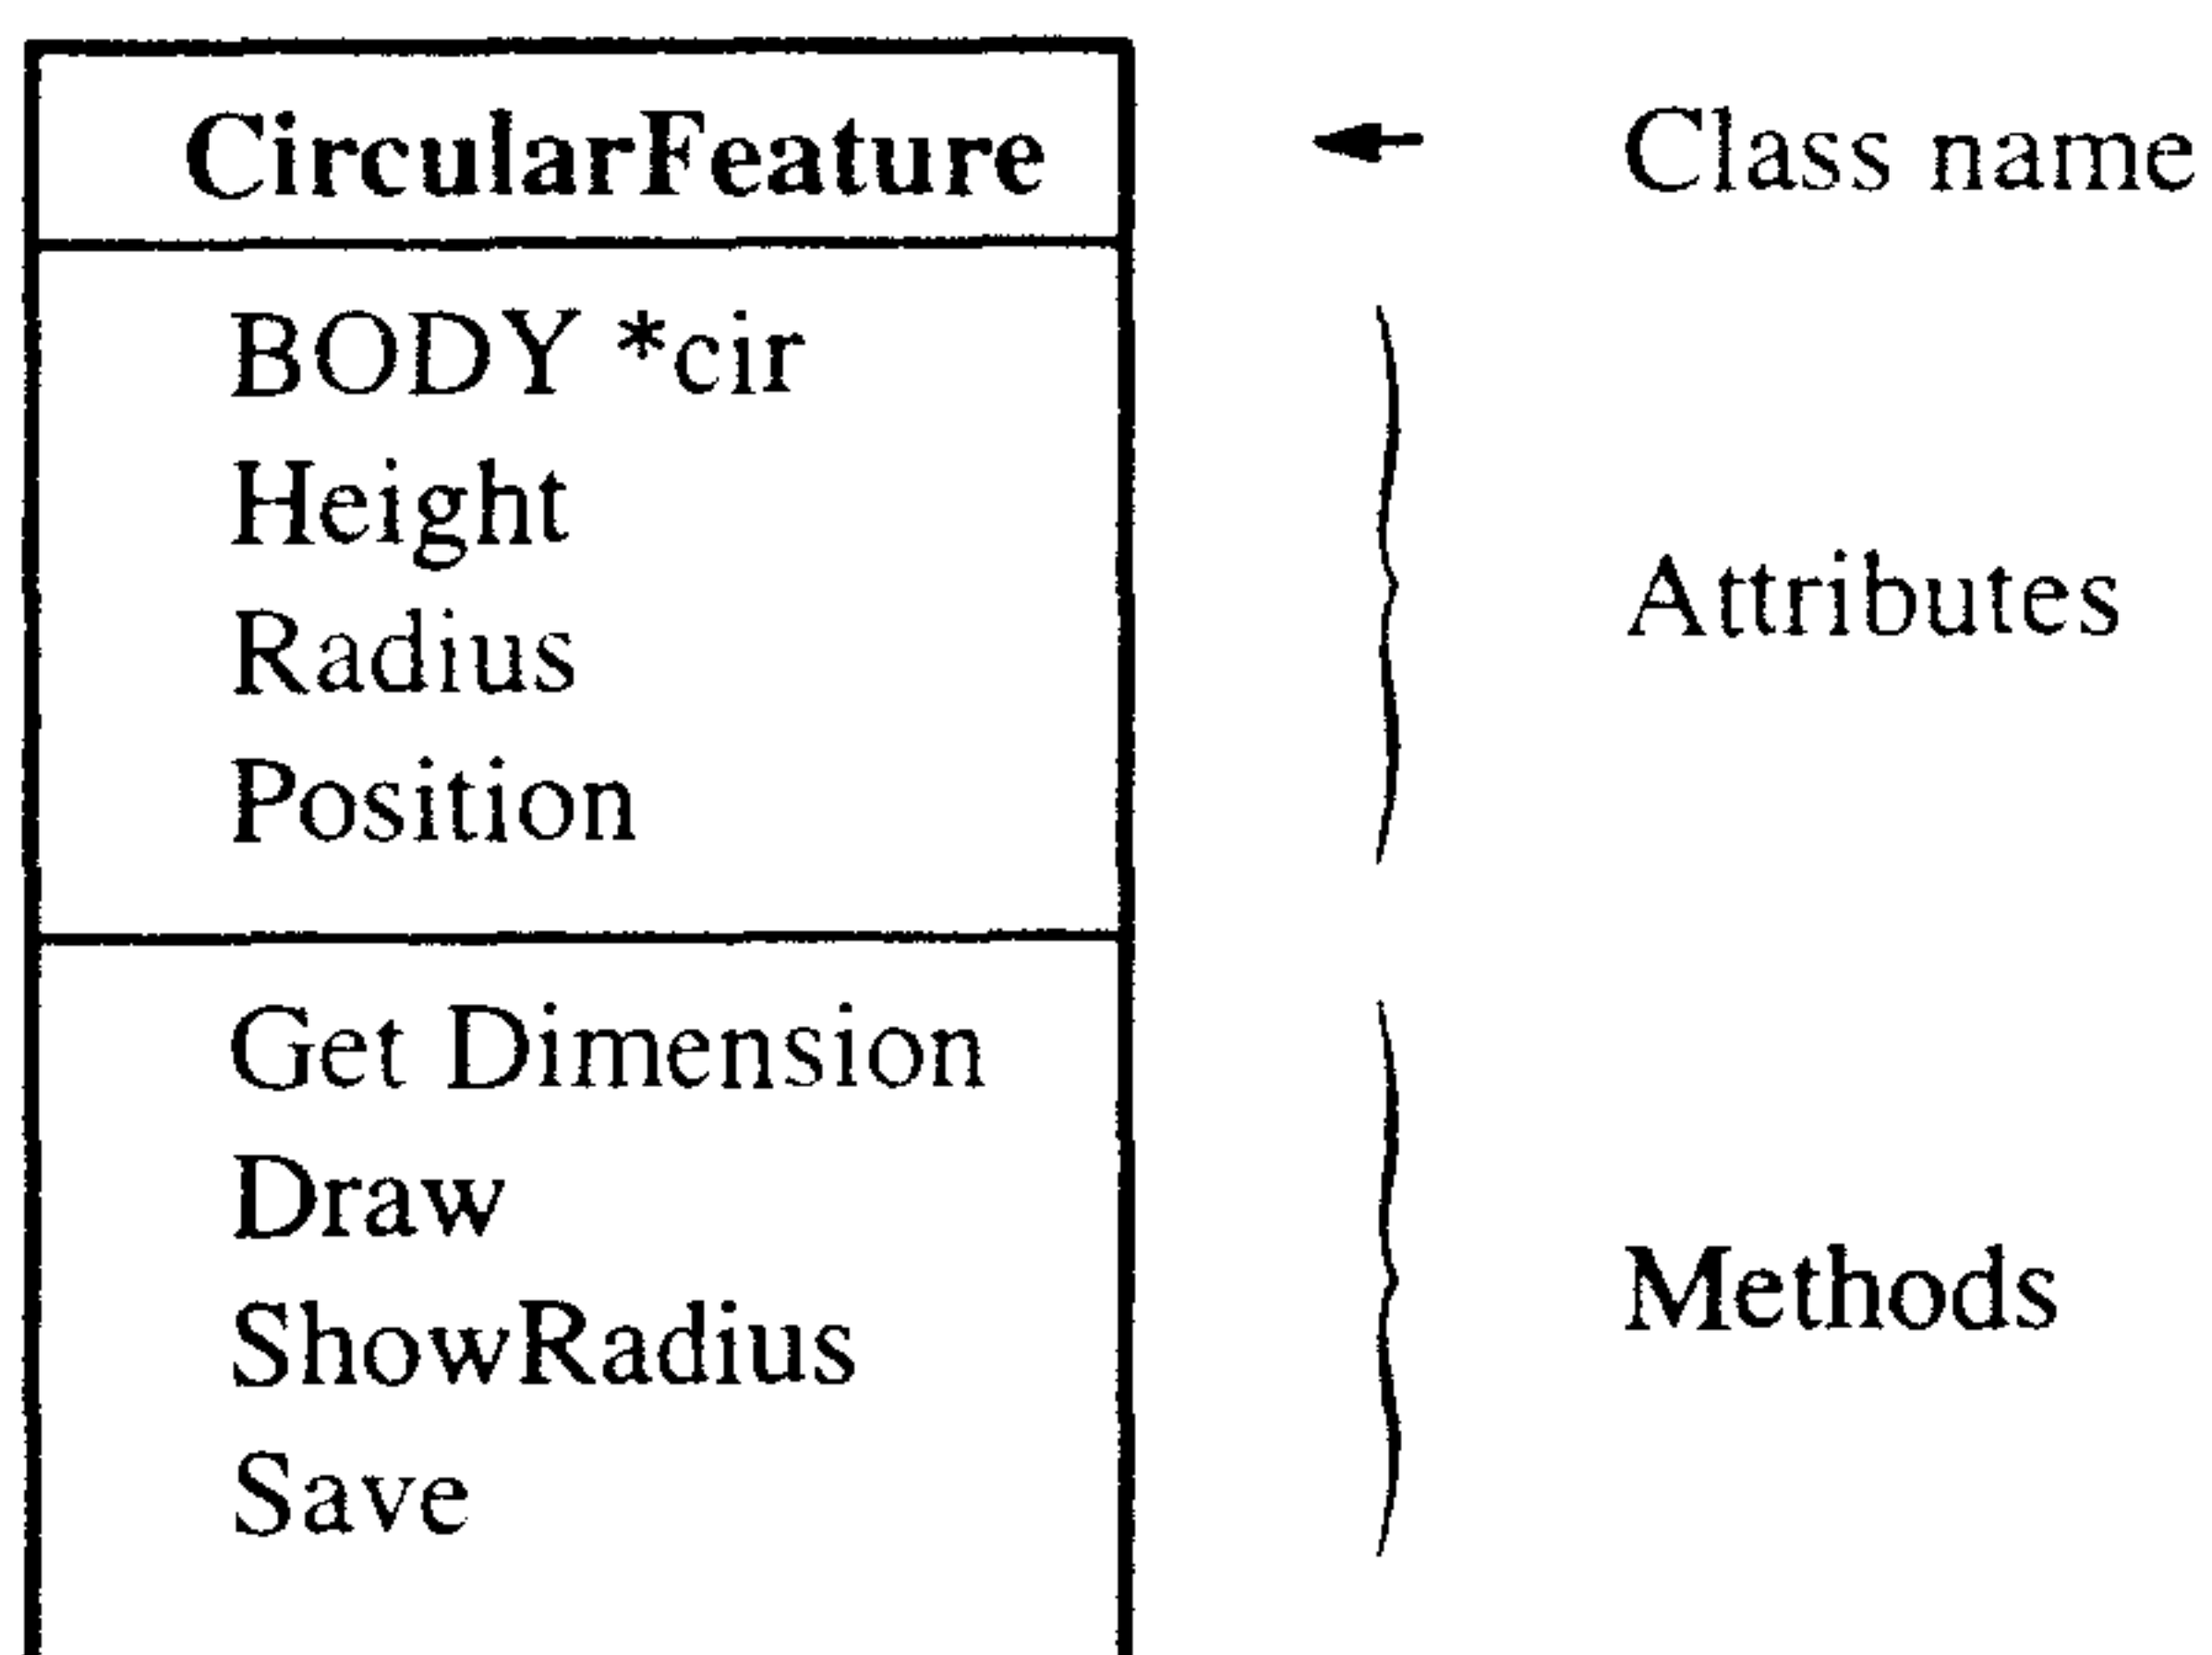 CircularFeature Class name
BODY *cir
Height
Radius
Position
Attributes
Get Dimension
Draw
ShowRadius
Save
Methods